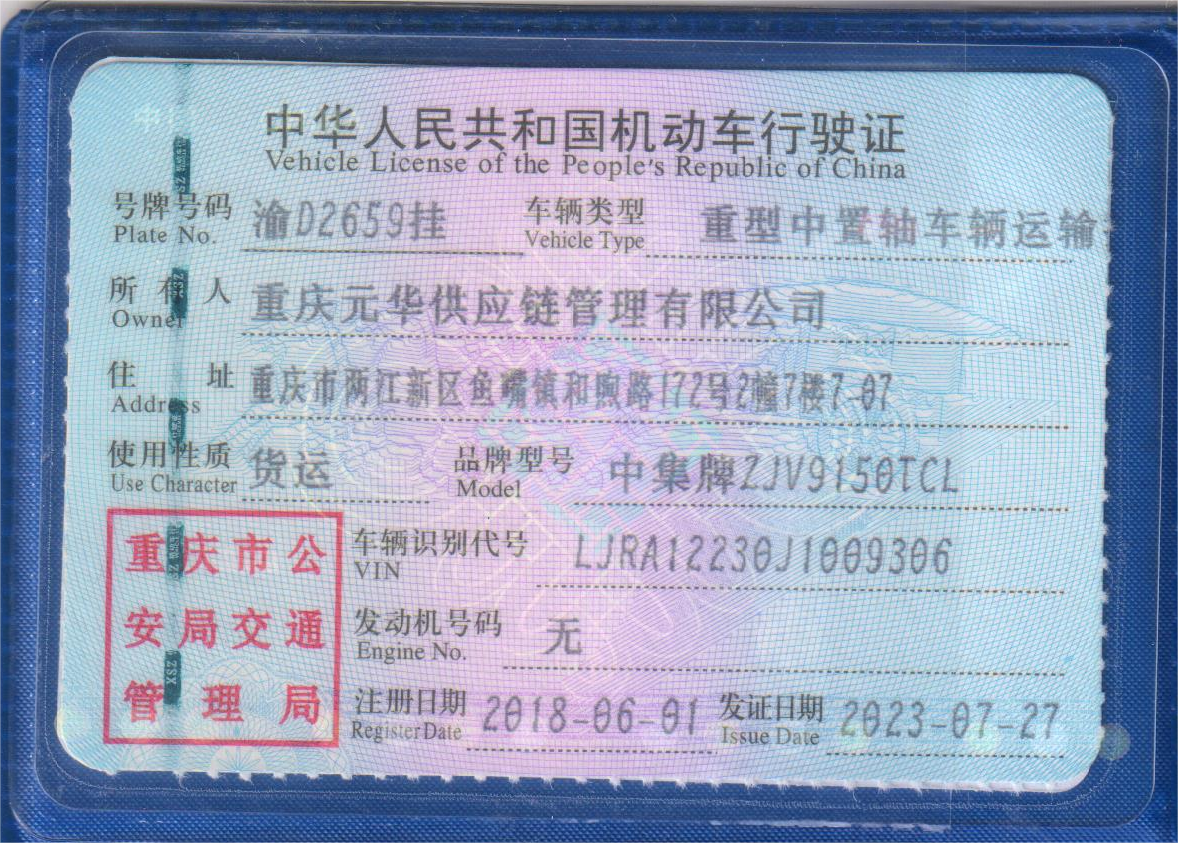 中华人民共和国机动车行驶证
Vehicle License of the People's Republic of China
号牌号码 渝D2659挂 车辆类型 重型中置轴车辆运输
Plate No. Vehicle Type
所有人 重庆元华供应链管理有限公司
Owner
住址 重庆市两江新区鱼嘴镇和煦路172号2幢7楼7-07
Address
使用性质 货运 品牌型号 中集牌ZJV9150TCL
Use Character Model
重庆市公 车辆识别代号 LJRA12230J1009306
VIN
安局交通 发动机号码 无
Engine No.
管理局 注册日期 2018-06-01 发证日期 2023-07-27
Register Date Issue Date